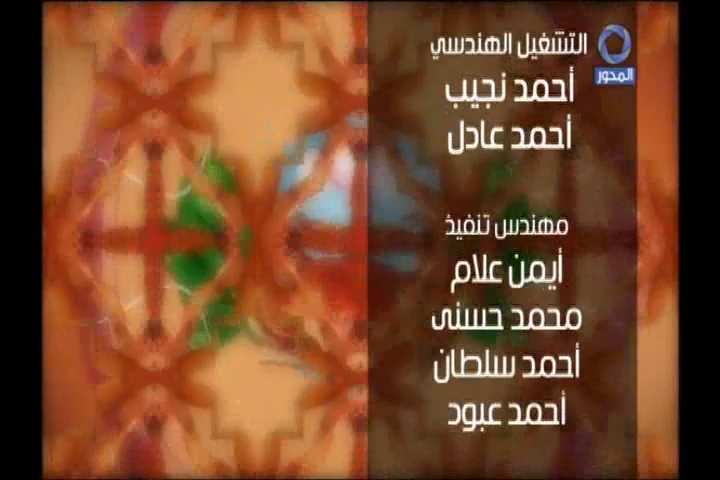 التشغيل الهندسي
المحور
أحمد نجيب
أحمد عادل
مهندس تنفيذ
أيمن علام
محمد حسنى
أحمد سلطان
أحمد عبود